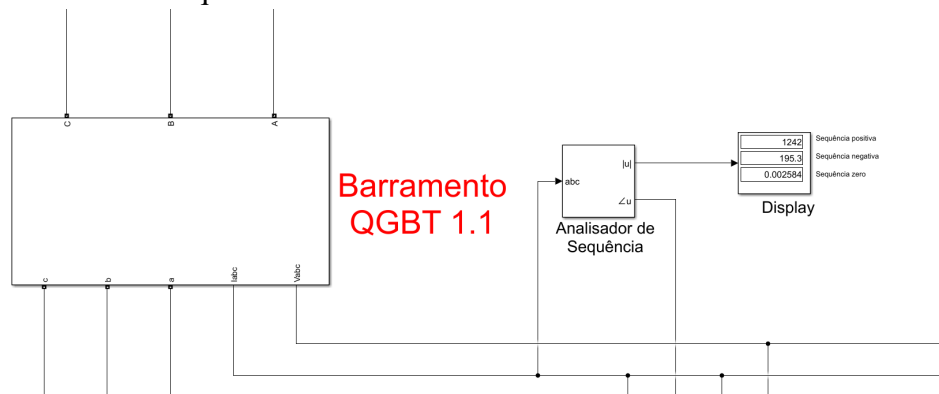 C
B
A
Barramento
QGBT 1.1
c
b
a
Iabc
Vabc
abc
|u|
∠u
Analisador de
Sequência
1242
195.3
0.002584
Sequência positiva
Sequência negativa
Sequência zero
Display